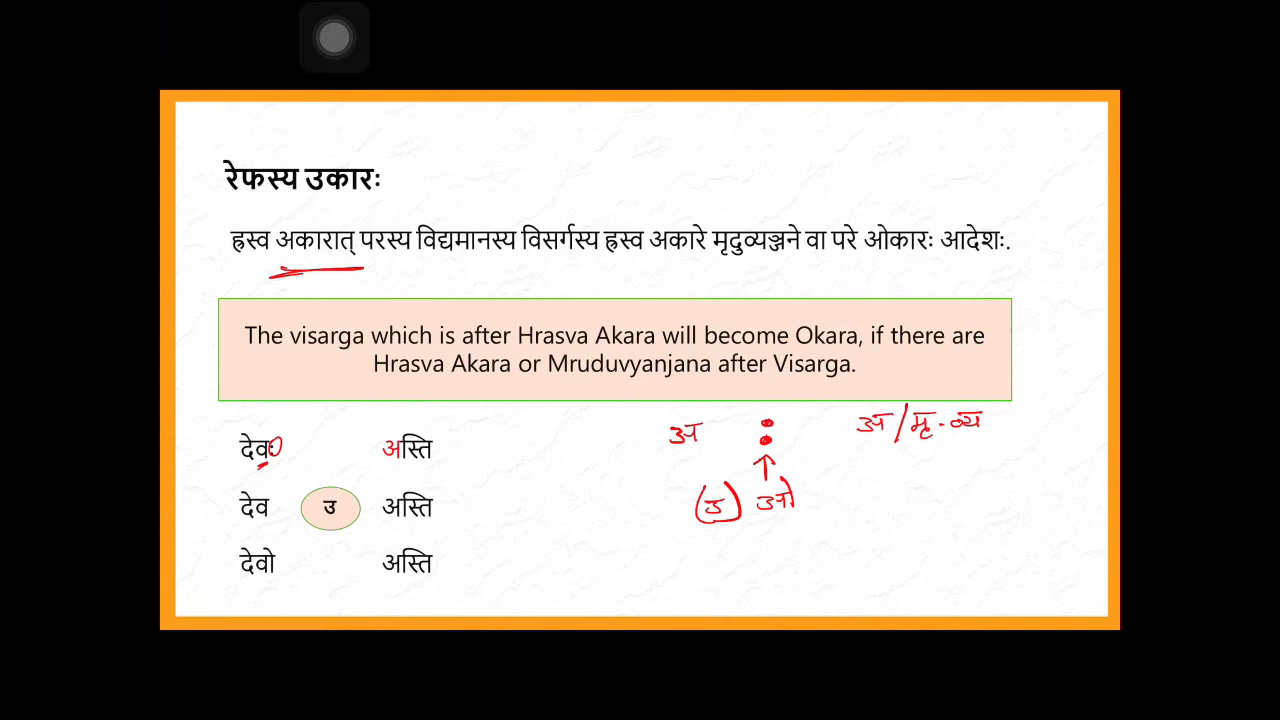 रेफस्य उकारः
ह्रस्व अकारात् परस्य विद्यमानस्य विसर्गस्य ह्रस्व अकारे मृदुव्यञ्जने वा परे ओकारः आदेशः.
The visarga which is after Hrasva Akara will become Okara, if there are
Hrasva Akara or Mruduvyanjana after Visarga.
अ : अ/मृ.व्य
देवः अस्ति
देव उ अस्ति
(उ) ओ
देवो अस्ति